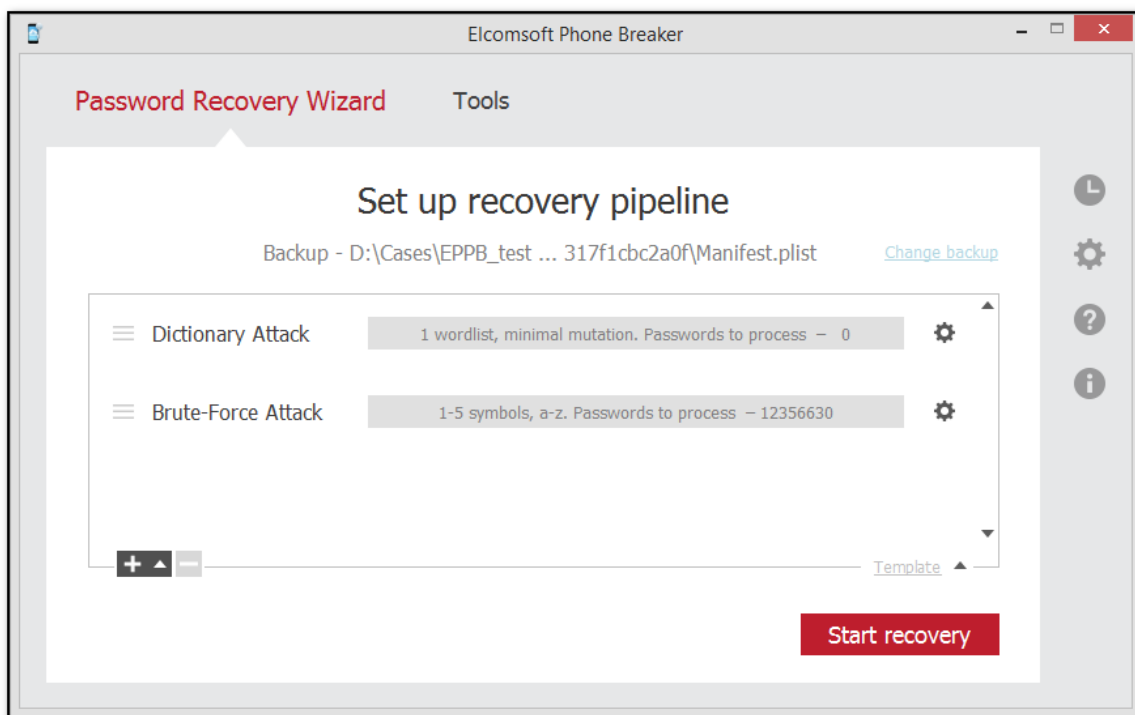 Elcomsoft Phone Breaker
Password Recovery Wizard Tools
Set up recovery pipeline
Backup - D:\Cases\EPPB_test ... 317f1cbc2a0f\Manifest.plist Change backup
Dictionary Attack 1 wordlist, minimal mutation. Passwords to process – 0
Brute-Force Attack 1-5 symbols, a-z. Passwords to process – 12356630
Template
Start recovery